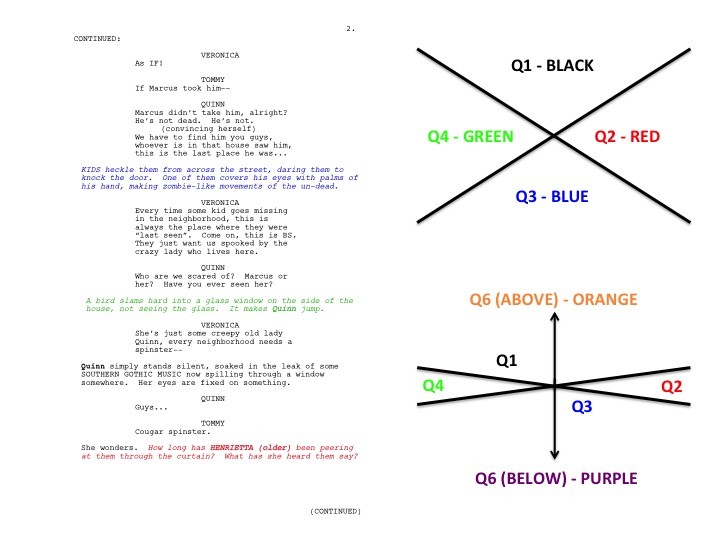 2.
CONTINUED:
VERONICA
As IF!
TOMMY
If Marcus took him--
QUINN
Marcus didn't take him, alright?
He's not dead.  He's not.
(convincing herself)
We have to find him you guys,
whoever is in that house saw him,
this is the last place he was...
KIDS heckle them from across the street, daring them to
knock the door.  One of them covers his eyes with palms of
his hand, making zombie-like movements of the un-dead.
VERONICA
Every time some kid goes missing
in the neighborhood, this is
always the place where they were
"last seen".  Come on, this is BS.
They just want us spooked by the
crazy lady who lives here.
QUINN
Who are we scared of?  Marcus or
her?  Have you ever seen her?
A bird slams hard into a glass window on the side of the
house, not seeing the glass.  It makes Quinn jump.
VERONICA
She's just some creepy old lady
Quinn, every neighborhood needs a
spinster--
Quinn simply stands silent, soaked in the leak of some
SOUTHERN GOTHIC MUSIC now spilling through a window
somewhere.  Her eyes are fixed on something.
QUINN
Guys...
TOMMY
Cougar spinster.
She wonders.  How long has HENRIETTA (older) been peering
at them through the curtain?  What has she heard them say?
(CONTINUED)
Q1 - BLACK
Q4 - GREEN
Q2 - RED
Q3 - BLUE
Q6 (ABOVE) - ORANGE
Q1
Q4
Q2
Q3
Q6 (BELOW) - PURPLE